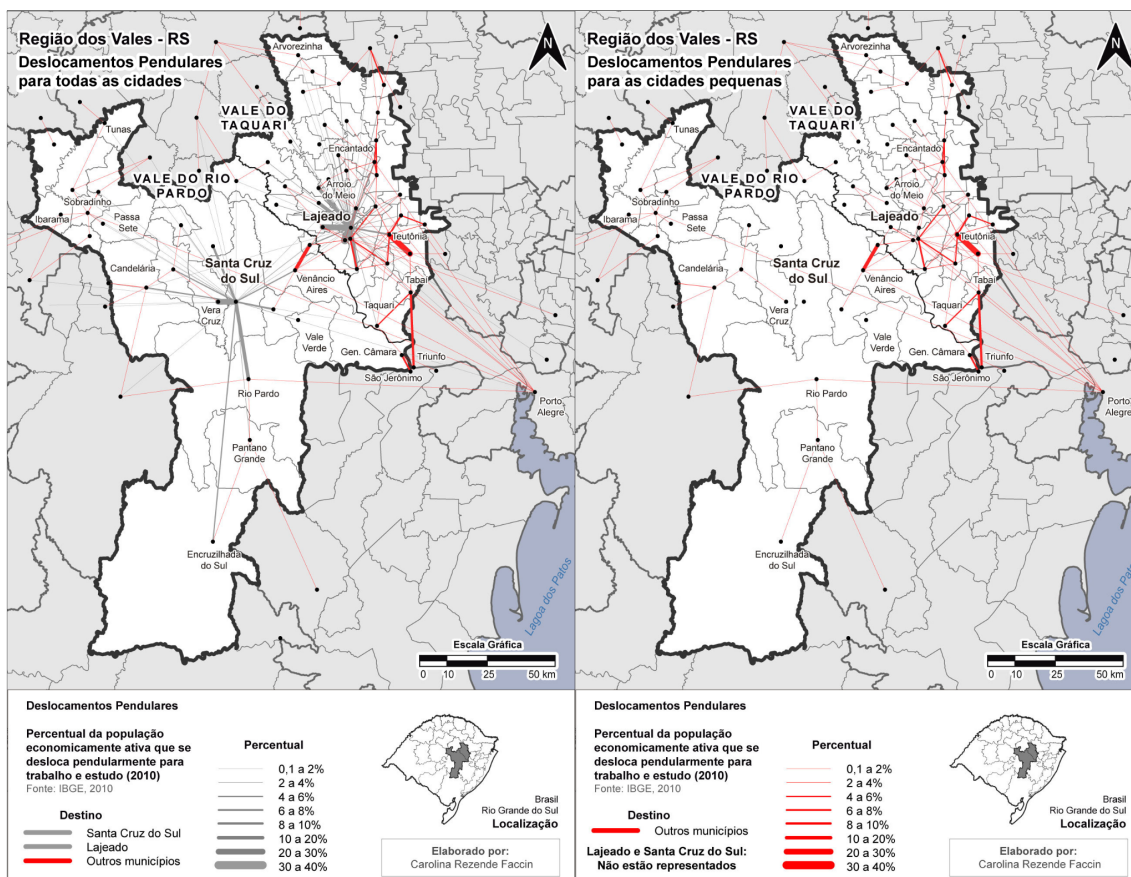 Região dos Vales - RS
Deslocamentos Pendulares
para todas as cidades
N
Arvorezinha
VALE DO
TAQUARI
Tunas
Encantado
VALE DO RIO
PARDO
Arroio
do Meio
Sobradinho
Lajeado
Ibarama
Passa
Sete
Teutônia
Santa Cruz
do Sul
Candelária
Venâncio
Aires
Tabaí
Taquari
Vera
Cruz
Vale
Verde
Gen. Câmara
Triunfo
São Jerônimo
Rio Pardo
Porto
Alegre
Pantano
Grande
Encruzilhada
do Sul
Lagoa dos Patos
Escala Gráfica
0 10 25 50 km
Deslocamentos Pendulares
Percentual da população
economicamente ativa que se
desloca pendularmente para
trabalho e estudo (2010)
Fonte: IBGE, 2010
Destino
Santa Cruz do Sul
Lajeado
Outros municípios
Percentual
0,1 a 2%
2 a 4%
4 a 6%
6 a 8%
8 a 10%
10 a 20%
20 a 30%
30 a 40%
Brasil
Rio Grande do Sul
Localização
Elaborado por:
Carolina Rezende Faccin
Região dos Vales - RS
Deslocamentos Pendulares
para as cidades pequenas
N
Arvorezinha
VALE DO
TAQUARI
Tunas
Encantado
VALE DO RIO
PARDO
Arroio
do Meio
Sobradinho
Lajeado
Ibarama
Passa
Sete
Teutônia
Santa Cruz
do Sul
Candelária
Venâncio
Aires
Tabaí
Taquari
Vera
Cruz
Vale
Verde
Gen. Câmara
Triunfo
São Jerônimo
Rio Pardo
Porto
Alegre
Pantano
Grande
Encruzilhada
do Sul
Lagoa dos Patos
Escala Gráfica
0 10 25 50 km
Deslocamentos Pendulares
Percentual da população
economicamente ativa que se
desloca pendularmente para
trabalho e estudo (2010)
Fonte: IBGE, 2010
Destino
Outros municípios
Lajeado e Santa Cruz do Sul:
Não estão representados
Percentual
0,1 a 2%
2 a 4%
4 a 6%
6 a 8%
8 a 10%
10 a 20%
20 a 30%
30 a 40%
Brasil
Rio Grande do Sul
Localização
Elaborado por:
Carolina Rezende Faccin